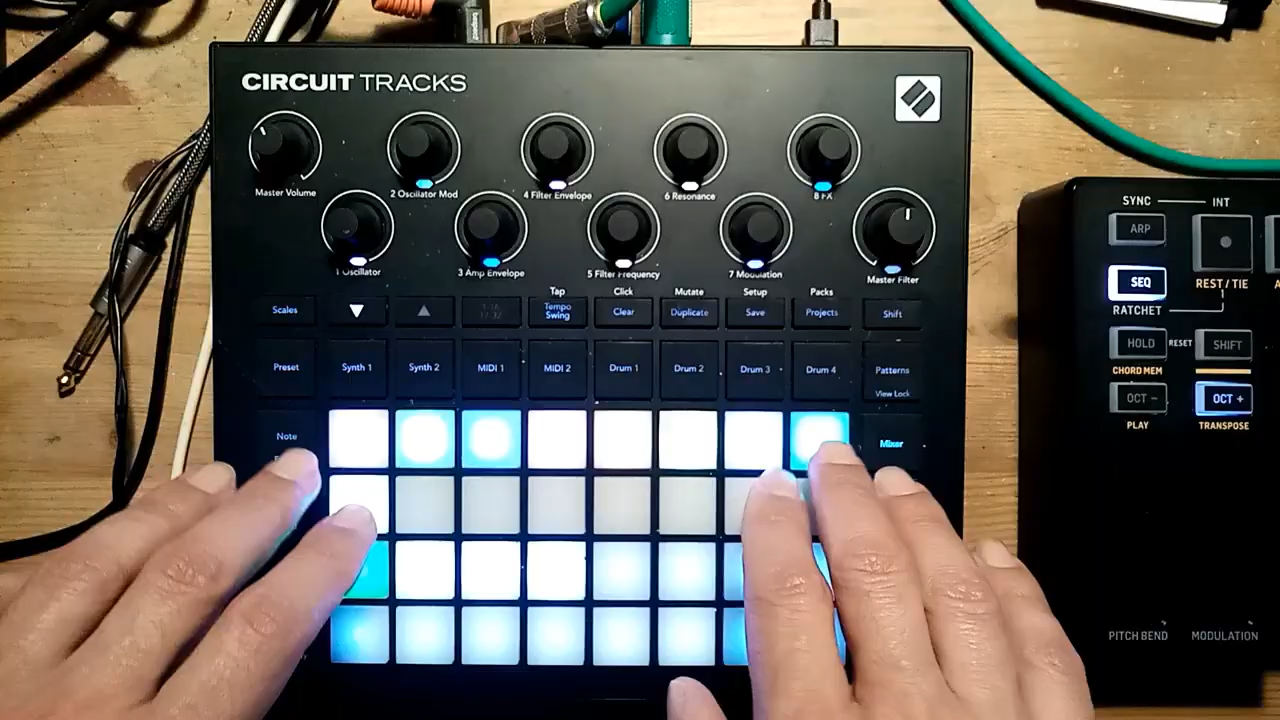 CIRCUIT TRACKS
Master Volume
2 Oscillator Mod
4 Filter Envelope
6 Resonance
8 FX
1 Oscillator
3 Amp Envelope
5 Filter Frequency
7 Modulation
Master Filter
Tap
Click
Mutate
Setup
Packs
Scales
Tempo
Swing
Clear
Duplicate
Save
Projects
Shift
Preset
Synth 1
Synth 2
MIDI 1
MIDI 2
Drum 1
Drum 2
Drum 3
Drum 4
Patterns
View Lock
Note
Mixer
SYNC
INT
ARP
SEQ
REST / TIE
RATCHET
HOLD
RESET
SHIFT
CHORD MEM
OCT -
OCT +
PLAY
TRANSPOSE
PITCH BEND
MODULATION